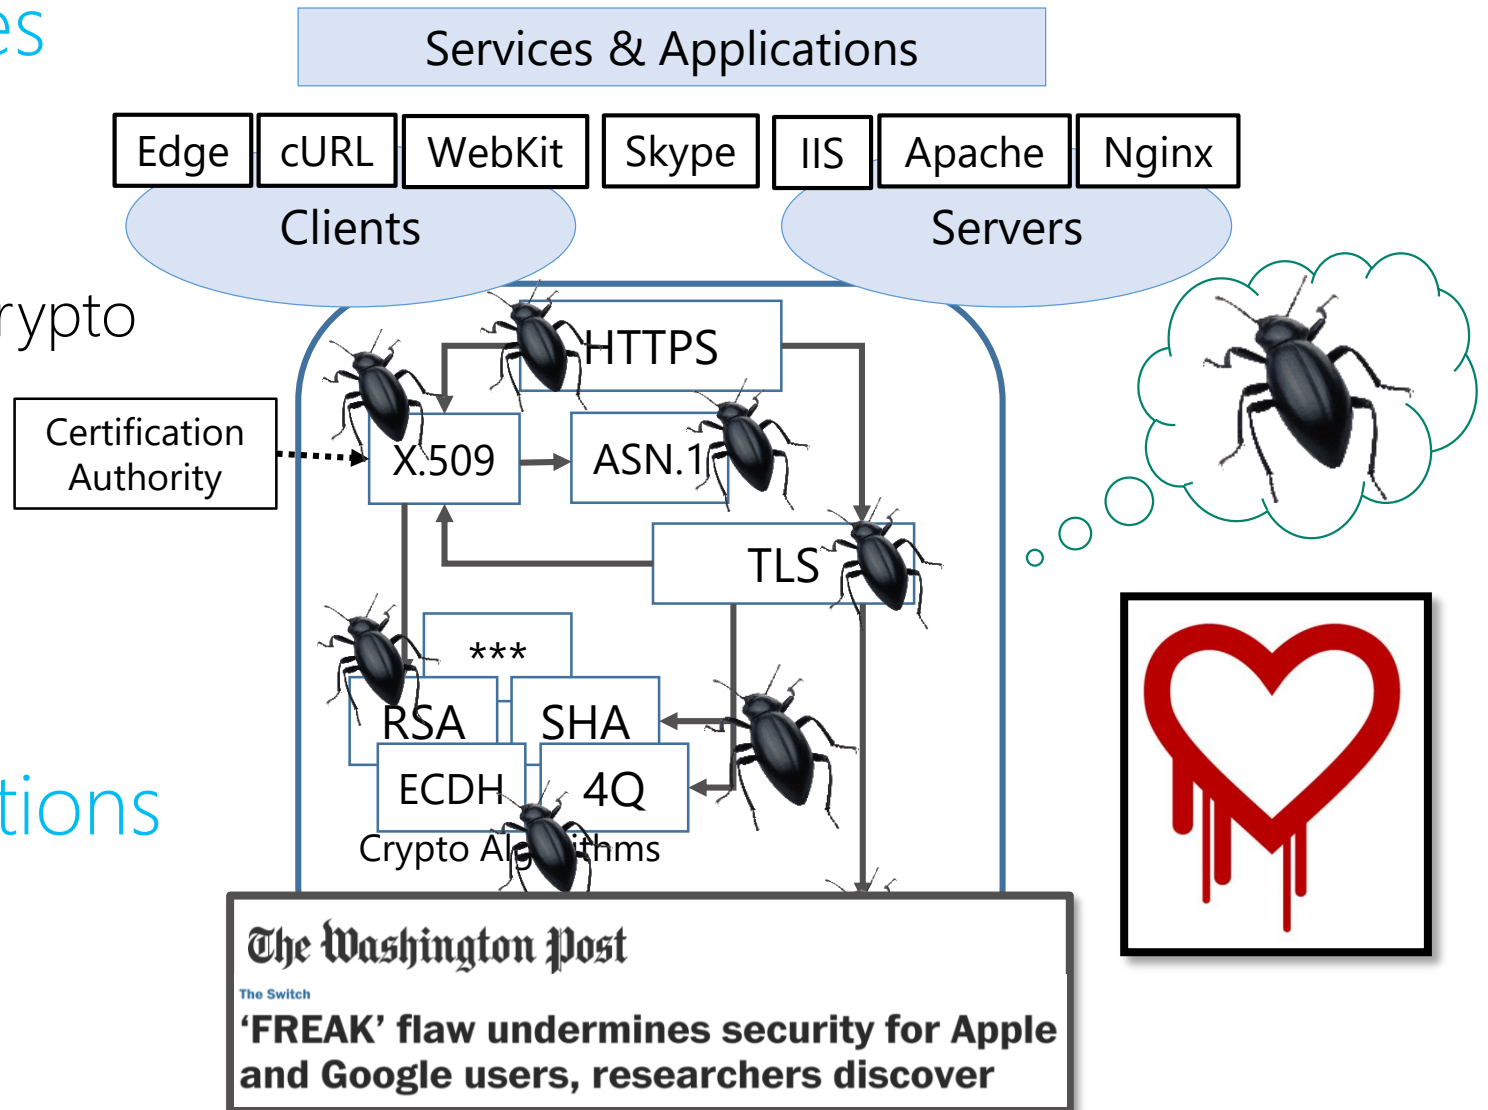 es
Services & Applications
Edge cURL WebKit Skype IIS Apache Nginx
Clients Servers
rypto
HTTPS
Certification
Authority
X.509 ASN.1
TLS
***
RSA SHA
ECDH 4Q
tions
Crypto Algorithms
The Washington Post
The Switch
‘FREAK’ flaw undermines security for Apple
and Google users, researchers discover